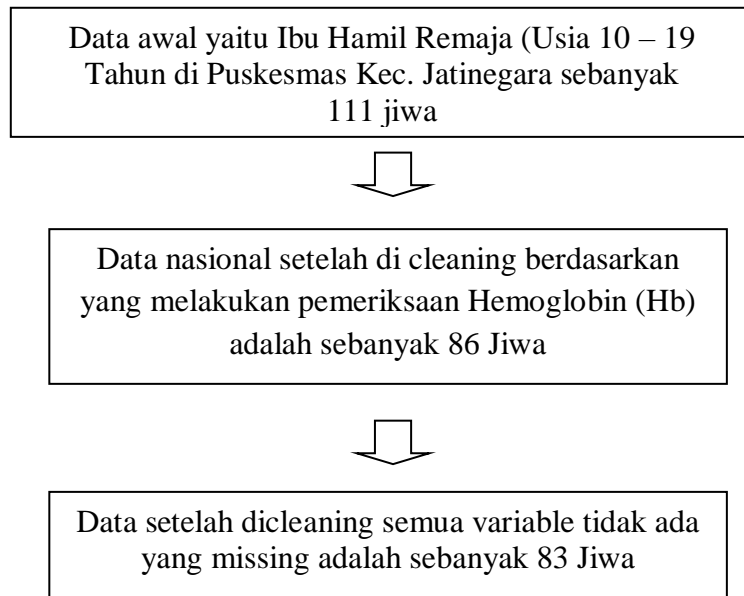 Data awal yaitu Ibu Hamil Remaja (Usia 10 – 19
Tahun di Puskesmas Kec. Jatinegara sebanyak
111 jiwa
Data nasional setelah di cleaning berdasarkan
yang melakukan pemeriksaan Hemoglobin (Hb)
adalah sebanyak 86 Jiwa
Data setelah dicleaning semua variable tidak ada
yang missing adalah sebanyak 83 Jiwa